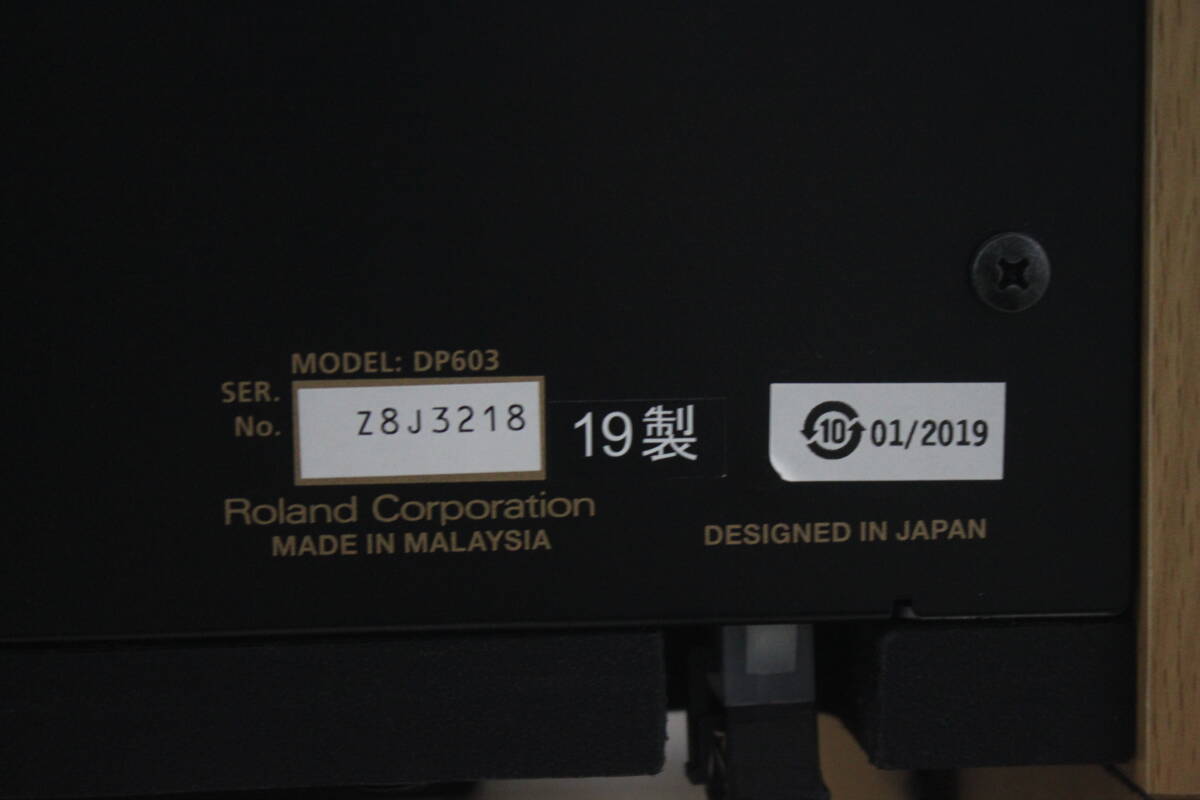 MODEL: DP603
SER.
No.
Z8J3218
19製
10 01/2019
Roland Corporation
MADE IN MALAYSIA
DESIGNED IN JAPAN